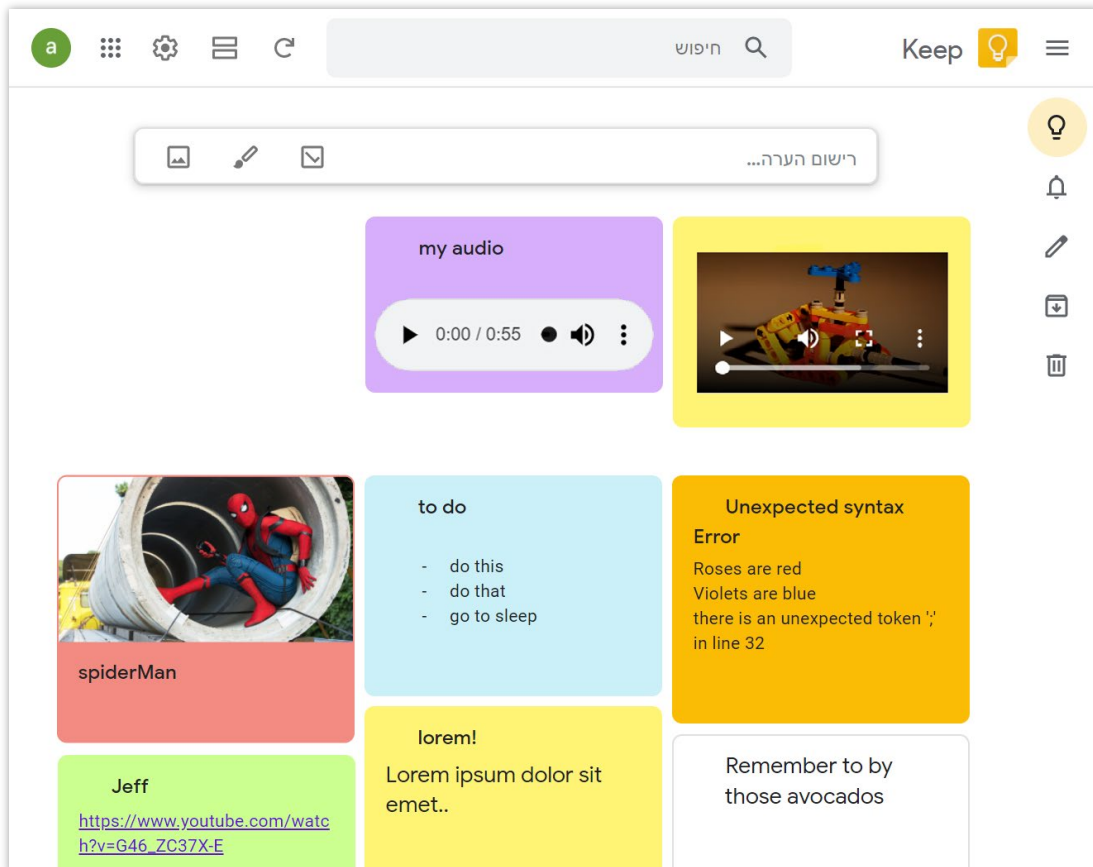 a
חיפוש
Keep
רישום הערה...
my audio
0:00 / 0:55
spiderMan
to do
- do this
- do that
- go to sleep
Unexpected syntax
Error
Roses are red
Violets are blue
there is an unexpected token ';'
in line 32
Jeff
https://www.youtube.com/watc
h?v=G46_ZC37X-E
lorem!
Lorem ipsum dolor sit
emet..
Remember to by
those avocados